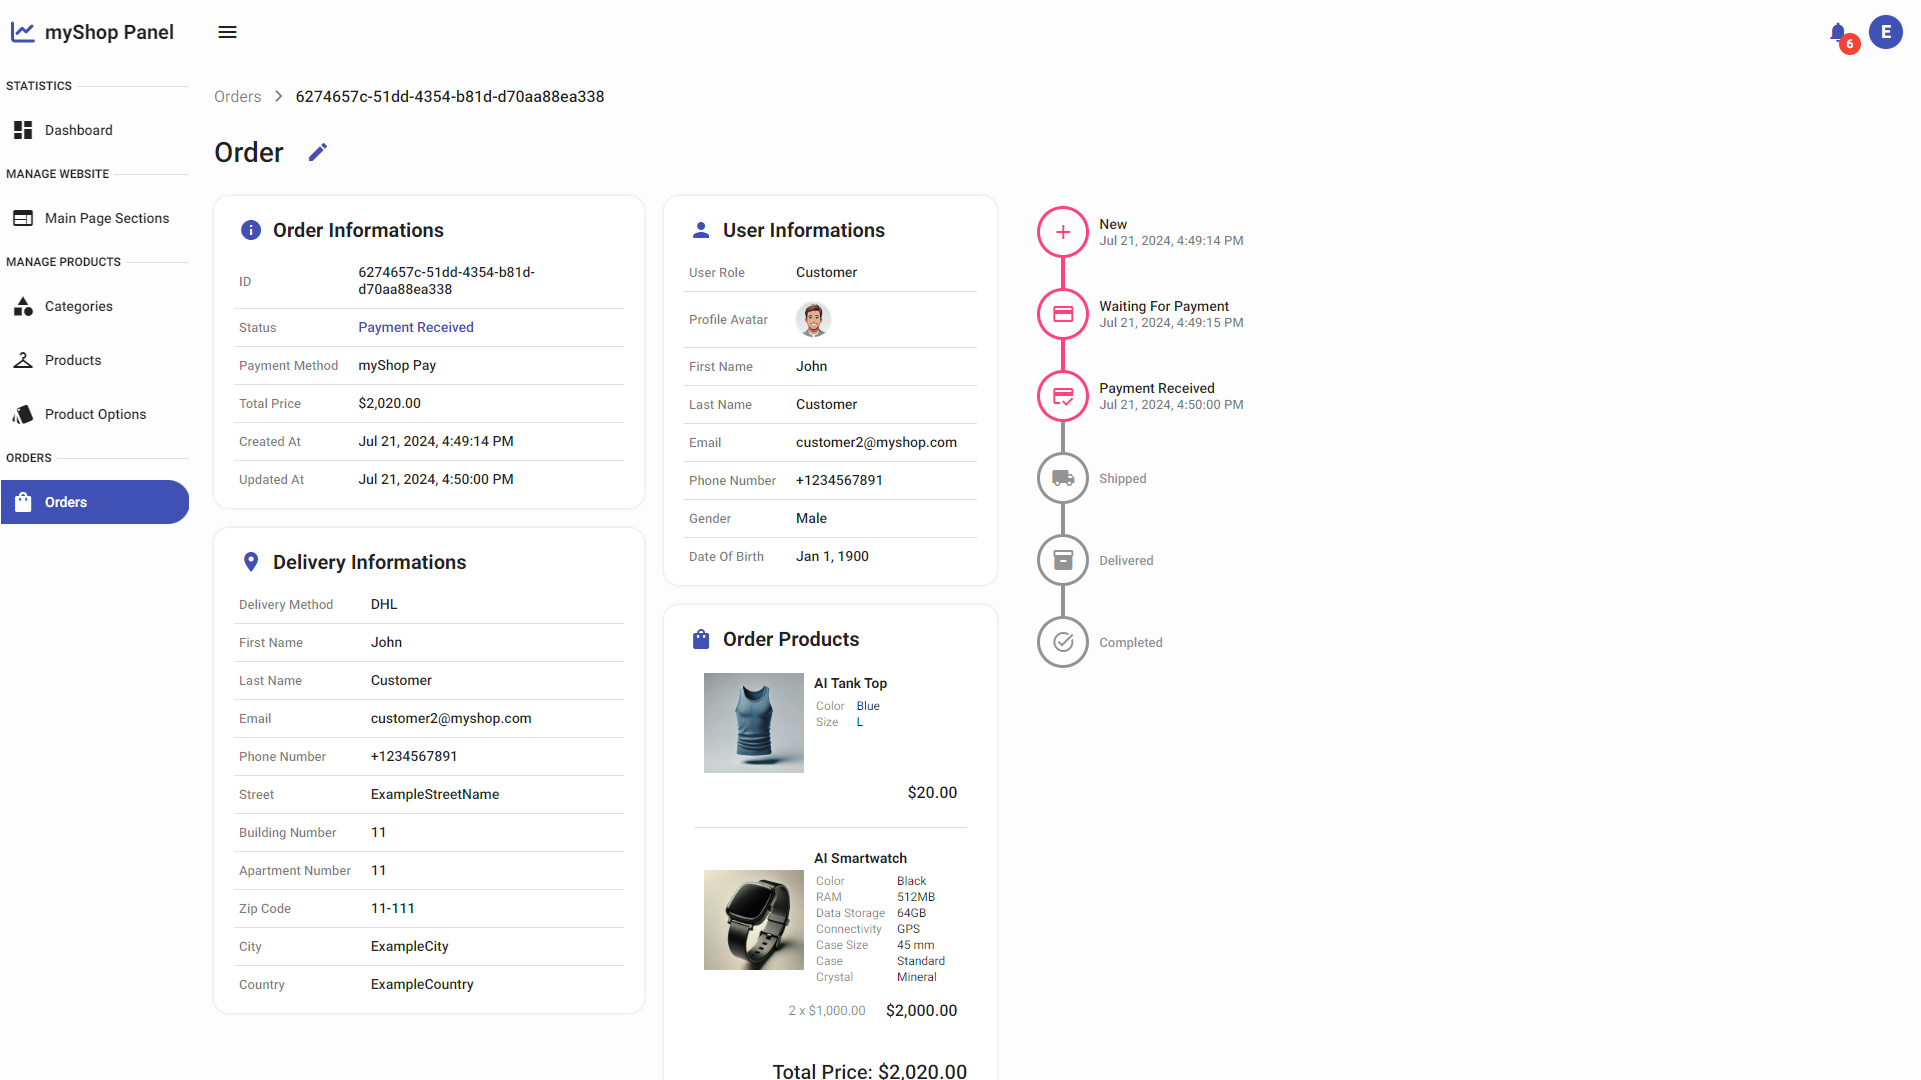 myShop Panel
6
E
STATISTICS
Dashboard
MANAGE WEBSITE
Main Page Sections
MANAGE PRODUCTS
Categories
Products
Product Options
ORDERS
Orders
Orders
6274657c-51dd-4354-b81d-d70aa88ea338
Order
Order Informations
ID
6274657c-51dd-4354-b81d-
d70aa88ea338
Status Payment Received
Payment Method myShop Pay
Total Price $2,020.00
Created At Jul 21, 2024, 4:49:14 PM
Updated At Jul 21, 2024, 4:50:00 PM
Delivery Informations
Delivery Method DHL
First Name John
Last Name Customer
Email customer2@myshop.com
Phone Number +1234567891
Street ExampleStreetName
Building Number 11
Apartment Number 11
Zip Code 11-111
City ExampleCity
Country ExampleCountry
User Informations
User Role Customer
Profile Avatar
First Name John
Last Name Customer
Email customer2@myshop.com
Phone Number +1234567891
Gender Male
Date Of Birth Jan 1, 1900
Order Products
AI Tank Top
Color Blue
Size L
$20.00
AI Smartwatch
Color Black
RAM 512MB
Data Storage 64GB
Connectivity GPS
Case Size 45 mm
Case Standard
Crystal Mineral
2 x $1,000.00 $2,000.00
Total Price: $2,020.00
New
Jul 21, 2024, 4:49:14 PM
Waiting For Payment
Jul 21, 2024, 4:49:15 PM
Payment Received
Jul 21, 2024, 4:50:00 PM
Shipped
Delivered
Completed